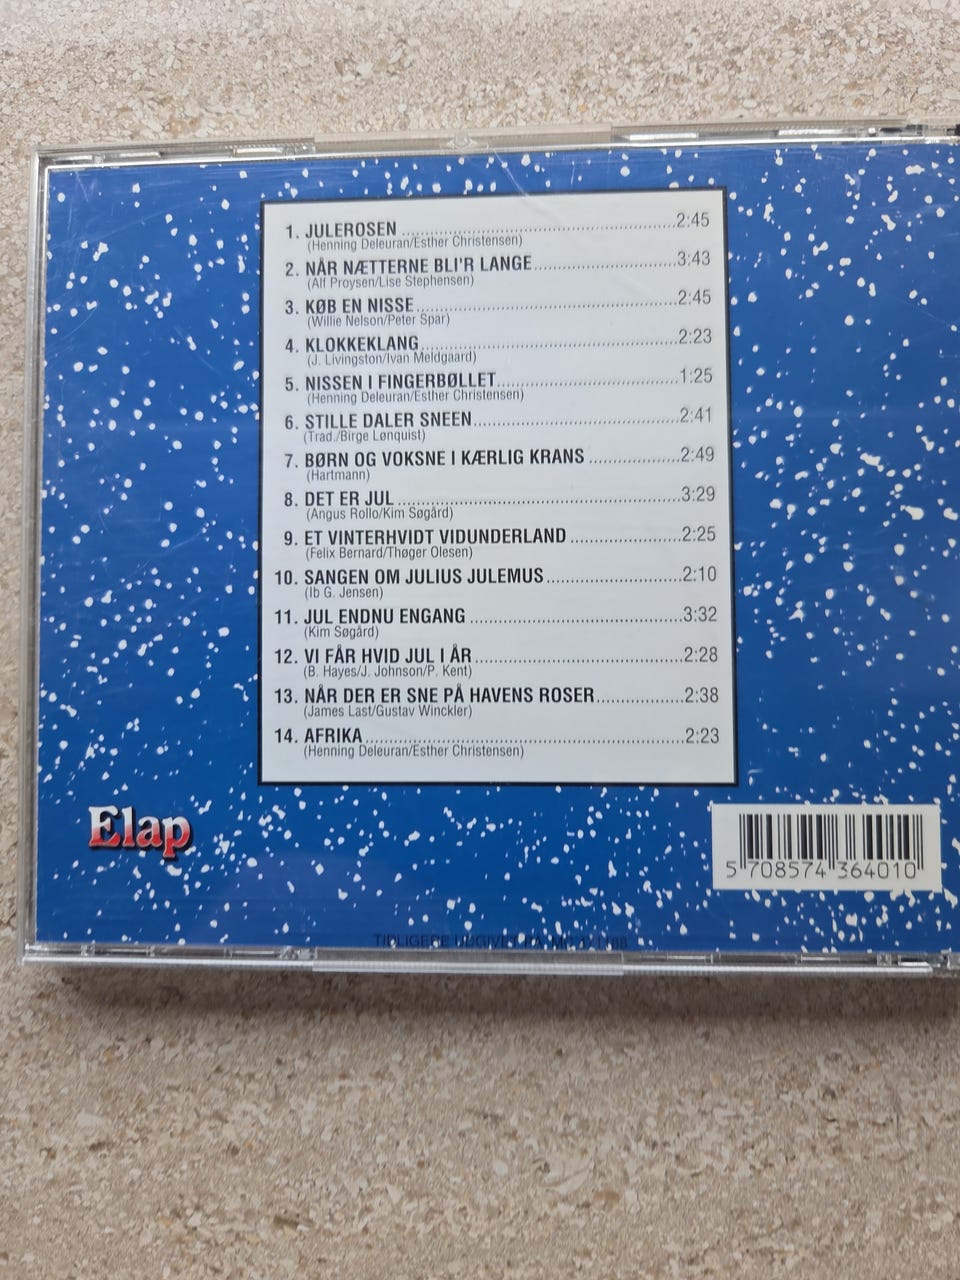 1. JULEROSEN ........ 2:45
(Henning Deleuran/Esther Christensen)
2. NÅR NÆTTERNE BLI'R LANGE ........ 3:43
(Alf Proysen/Lise Stephensen)
3. KØB EN NISSE ........ 2:45
(Willie Nelson/Peter Spar)
4. KLOKKEKLANG ........ 2:23
(J. Livingston/Ivan Meldgaard)
5. NISSEN I FINGERBØLLET ........ 1:25
(Henning Deleuran/Esther Christensen)
6. STILLE DALER SNEEN ........ 2:41
(Trad./Birge Lønquist)
7. BØRN OG VOKSNE I KÆRLIG KRANS ........ 2:49
(Hartmann)
8. DET ER JUL ........ 3:29
(Angus Rollo/Kim Søgård)
9. ET VINTERHVIDT VIDUNDERLAND ........ 2:25
(Felix Bernard/Thøger Olesen)
10. SANGEN OM JULIUS JULEMUS ........ 2:10
(Ib G. Jensen)
11. JUL ENDNU ENGANG ........ 3:32
(Kim Søgård)
12. VI FÅR HVID JUL I ÅR ........ 2:28
(B. Hayes/J. Johnson/P. Kent)
13. NÅR DER ER SNE PÅ HAVENS ROSER ........ 2:38
(James Last/Gustav Winckler)
14. AFRIKA ........ 2:23
(Henning Deleuran/Esther Christensen)
Elap
5 708574 364010
TIDLIGERE UDGIVET PÅ MC